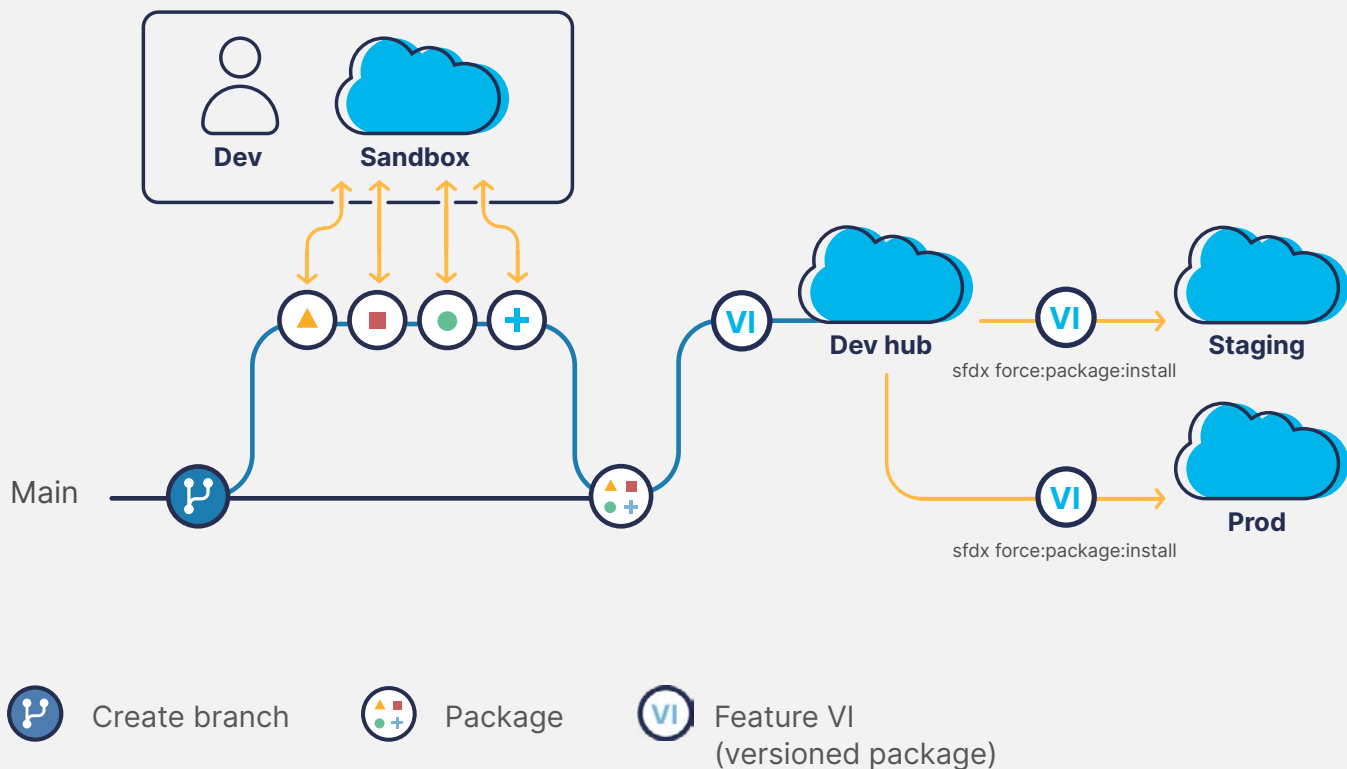 Dev
Sandbox
VI
Dev hub
VI
sfdx force:package:install
Staging
Main
VI
sfdx force:package:install
Prod
Create branch
Package
VI
Feature VI
(versioned package)